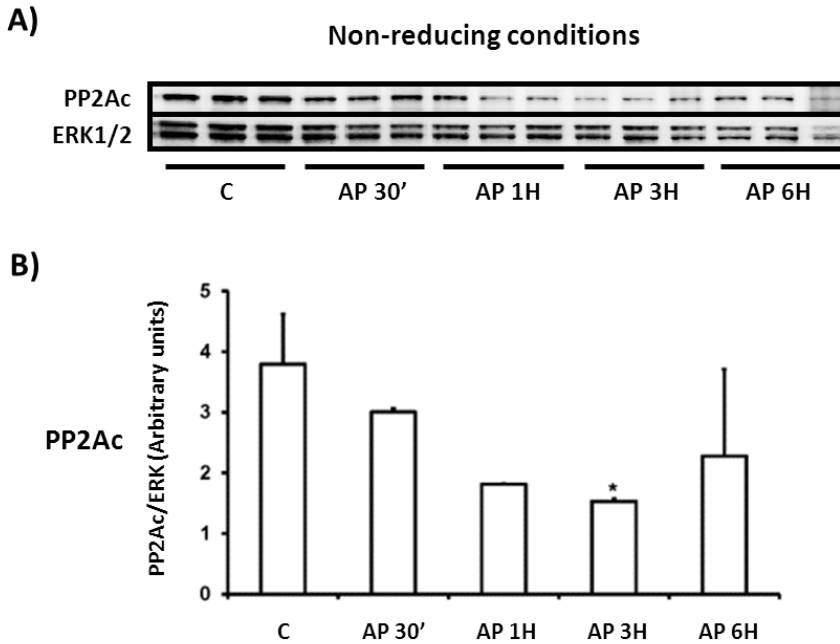 A)
Non-reducing conditions
PP2Ac
ERK1/2
C AP 30’ AP 1H AP 3H AP 6H
B)
PP2Ac
PP2Ac/ERK (Arbitrary units)
5
4
3
2
1
0
*
C AP 30’ AP 1H AP 3H AP 6H